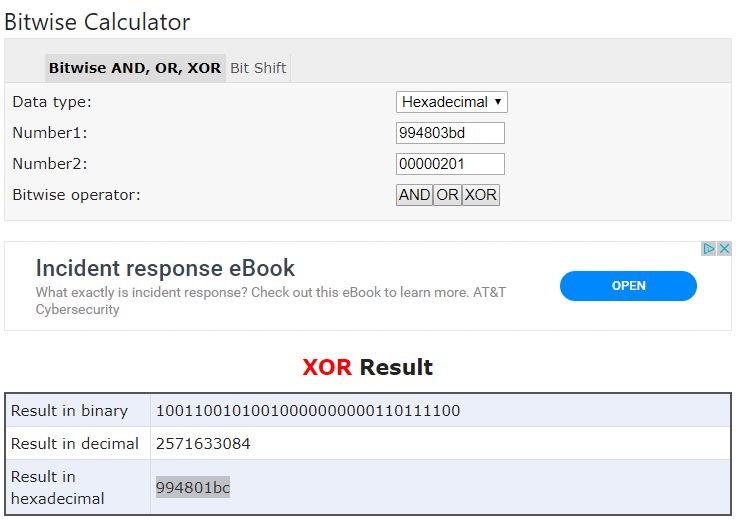 Bitwise Calculator
Bitwise AND, OR, XOR Bit Shift
Data type: Hexadecimal
Number1: 994803bd
Number2: 00000201
Bitwise operator: AND OR XOR
Incident response eBook
What exactly is incident response? Check out this eBook to learn more. AT&T
Cybersecurity
OPEN
XOR Result
Result in binary 10011001010010000000000110111100
Result in decimal 2571633084
Result in
hexadecimal
994801bc